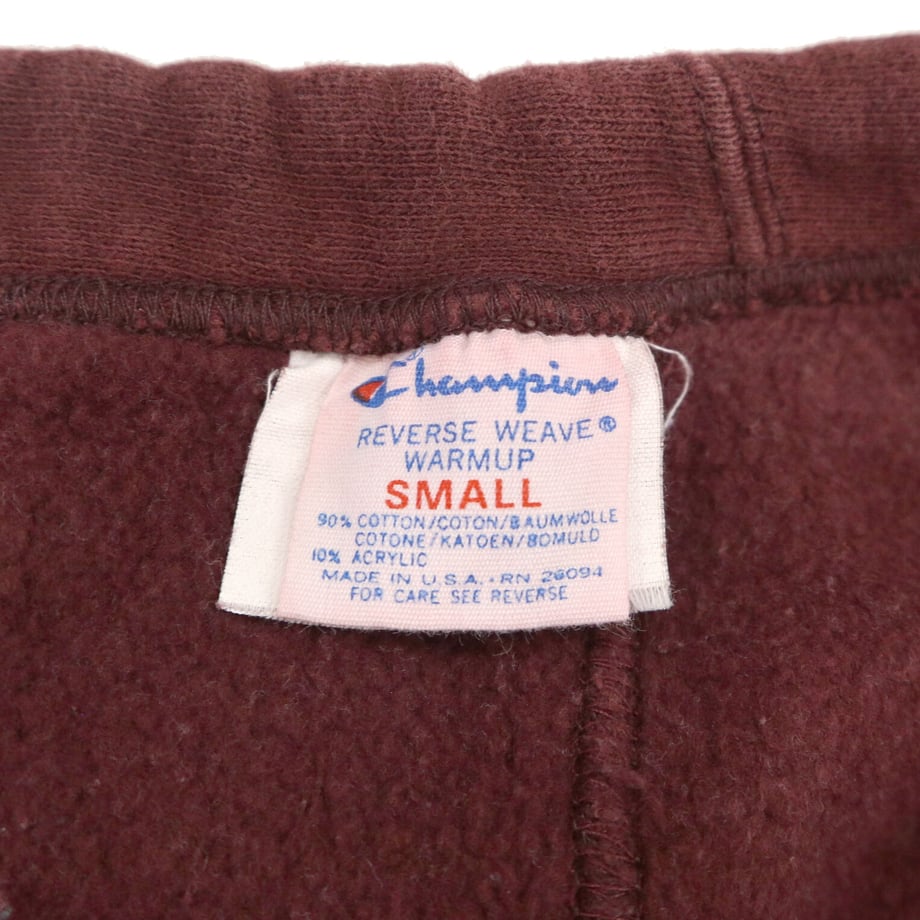 Champion
REVERSE WEAVE®
WARMUP
SMALL
90% COTTON/COTON/BAUMWOLLE
COTONE/KATOEN/BOMULD
10% ACRYLIC
MADE IN U.S.A. · RN 26094
FOR CARE SEE REVERSE